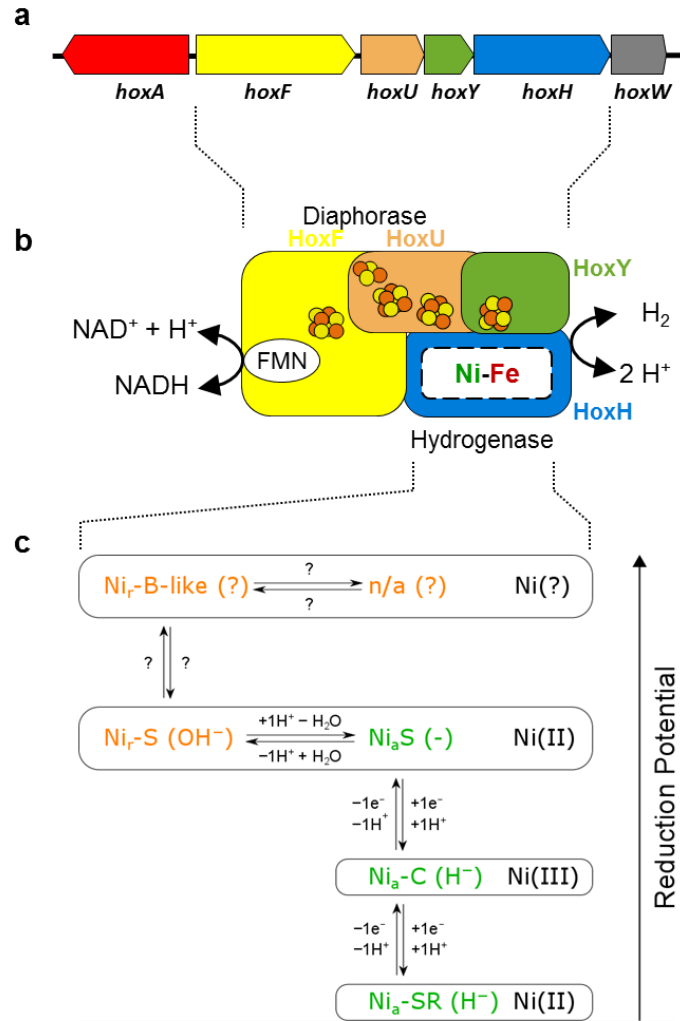 a
hoxA hoxF hoxU hoxY hoxH hoxW
b
Diaphorase
HoxF HoxU
HoxY
NAD⁺ + H⁺
NADH
FMN
Ni-Fe
H₂
2 H⁺
HoxH
Hydrogenase
c
Niᵣ-B-like (?) ? ? n/a (?) Ni(?)
? ?
Niᵣ-S (OH⁻) +1H⁺ – H₂O −1H⁺ + H₂O NiₐS (-) Ni(II)
−1e⁻ +1e⁻
−1H⁺ +1H⁺
Niₐ-C (H⁻) Ni(III)
−1e⁻ +1e⁻
−1H⁺ +1H⁺
Niₐ-SR (H⁻) Ni(II)
Reduction Potential